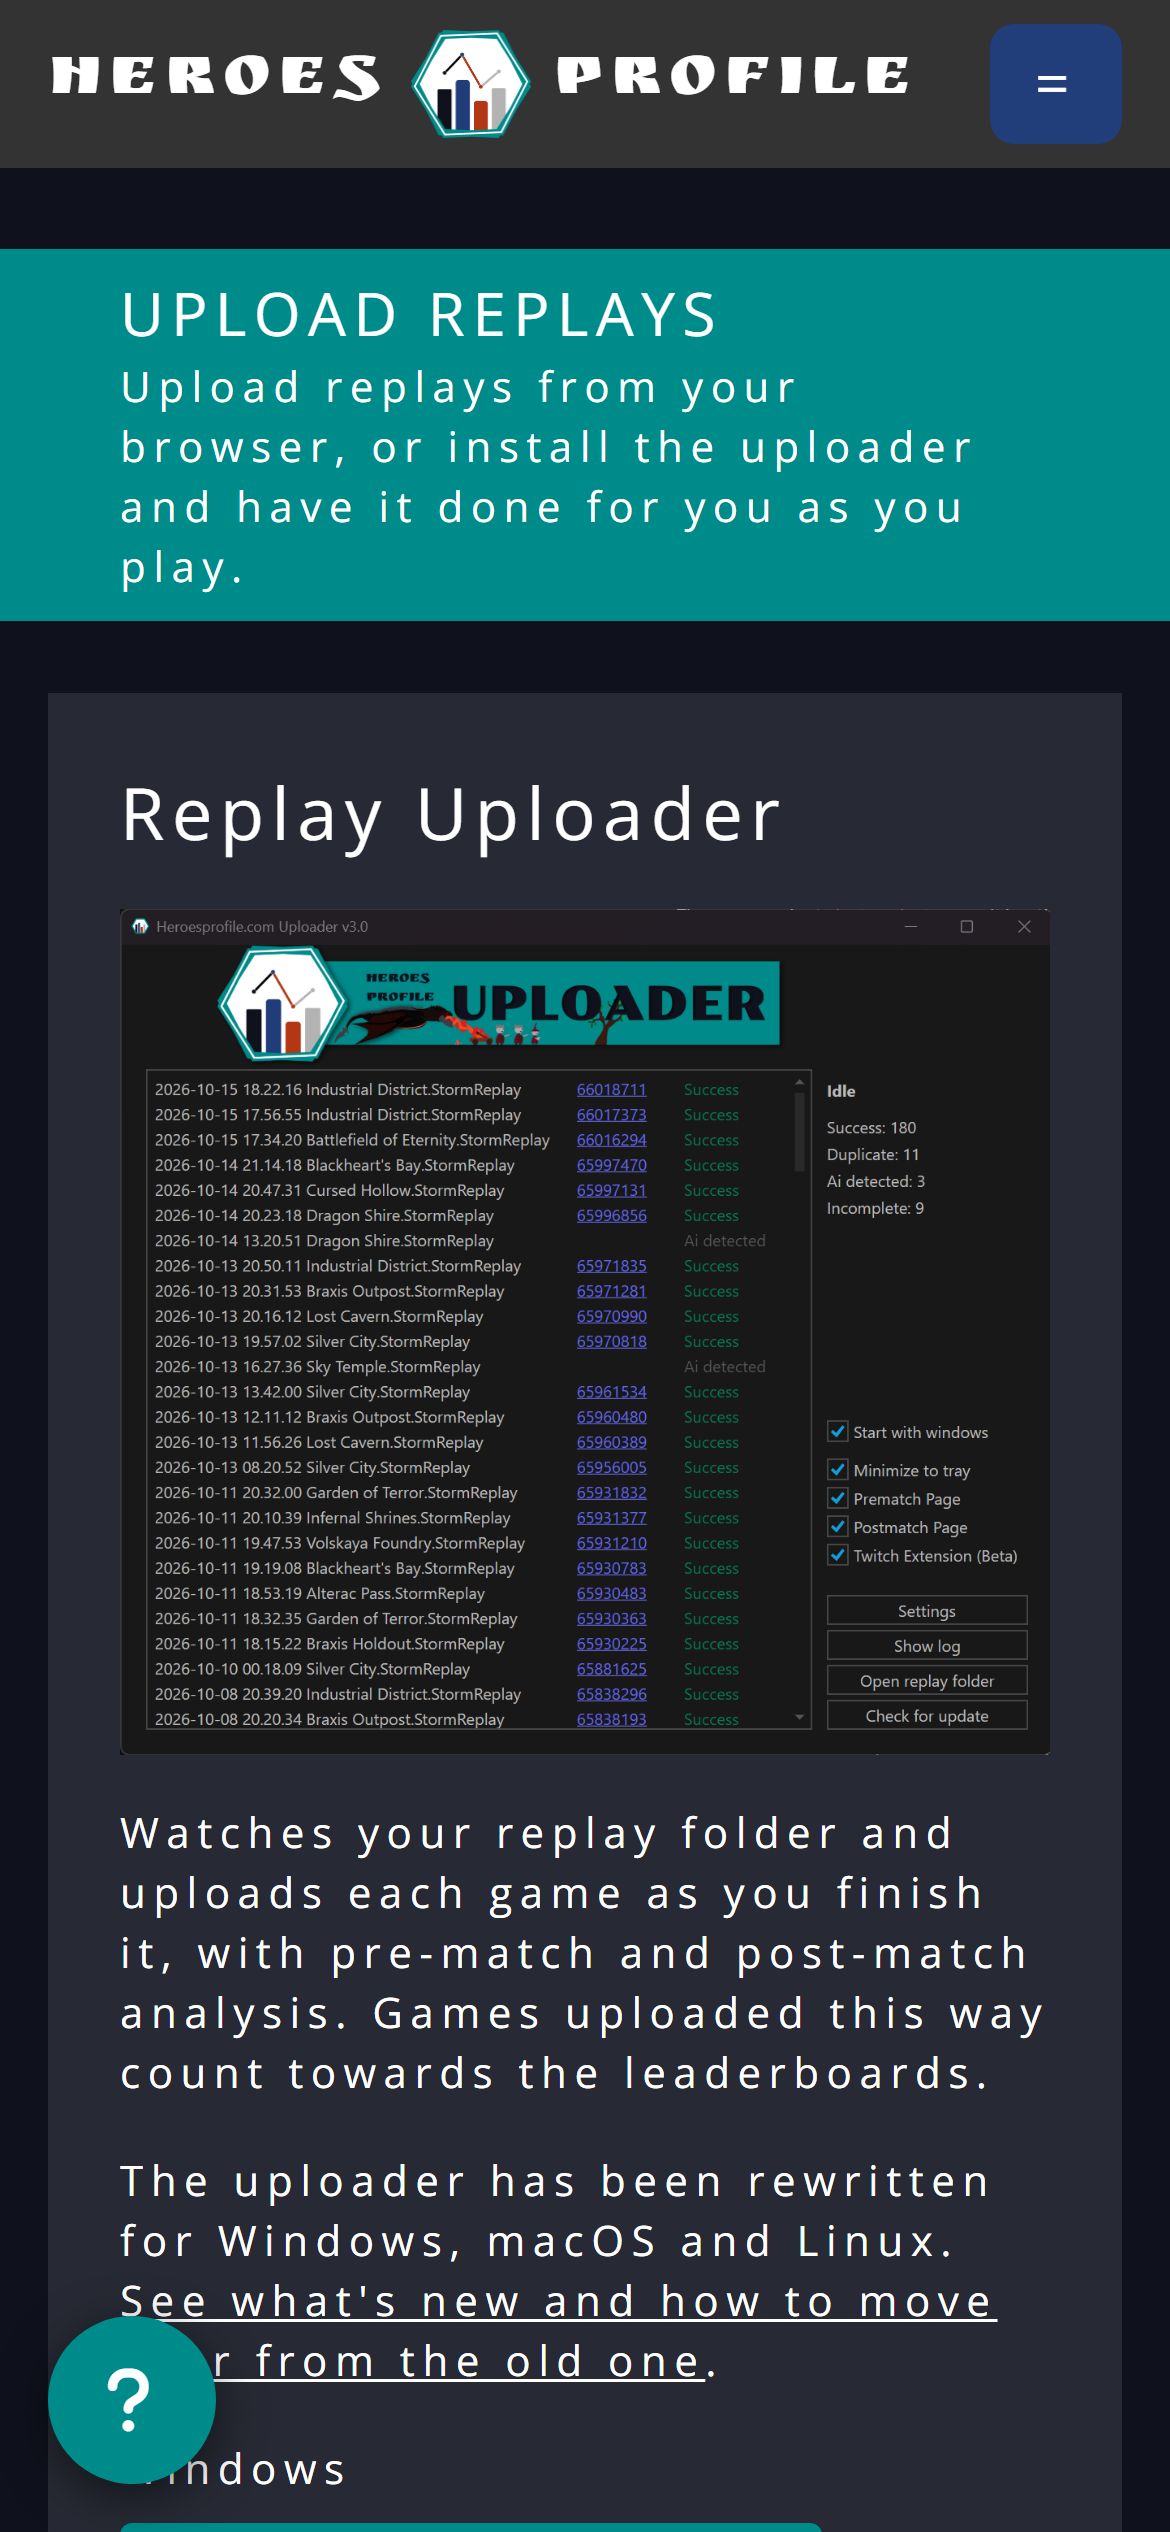 HEROES PROFILE
UPLOAD REPLAYS
Upload replays from your
browser, or install the uploader
and have it done for you as you
play.
Replay Uploader
Heroesprofile.com Uploader v3.0
HEROES
PROFILE
UPLOADER
2026-10-15 18.22.16 Industrial District.StormReplay 66018711 Success
2026-10-15 17.56.55 Industrial District.StormReplay 66017373 Success
2026-10-15 17.34.20 Battlefield of Eternity.StormReplay 66016294 Success
2026-10-14 21.14.18 Blackheart's Bay.StormReplay 65997470 Success
2026-10-14 20.47.31 Cursed Hollow.StormReplay 65997131 Success
2026-10-14 20.23.18 Dragon Shire.StormReplay 65996856 Success
2026-10-14 13.20.51 Dragon Shire.StormReplay Ai detected
2026-10-13 20.50.11 Industrial District.StormReplay 65971835 Success
2026-10-13 20.31.53 Braxis Outpost.StormReplay 65971281 Success
2026-10-13 20.16.12 Lost Cavern.StormReplay 65970990 Success
2026-10-13 19.57.02 Silver City.StormReplay 65970818 Success
2026-10-13 16.27.36 Sky Temple.StormReplay Ai detected
2026-10-13 13.42.00 Silver City.StormReplay 65961534 Success
2026-10-13 12.11.12 Braxis Outpost.StormReplay 65960480 Success
2026-10-13 11.56.26 Lost Cavern.StormReplay 65960389 Success
2026-10-13 08.20.52 Silver City.StormReplay 65956005 Success
2026-10-11 20.32.00 Garden of Terror.StormReplay 65931832 Success
2026-10-11 20.10.39 Infernal Shrines.StormReplay 65931377 Success
2026-10-11 19.47.53 Volskaya Foundry.StormReplay 65931210 Success
2026-10-11 19.19.08 Blackheart's Bay.StormReplay 65930783 Success
2026-10-11 18.53.19 Alterac Pass.StormReplay 65930483 Success
2026-10-11 18.32.35 Garden of Terror.StormReplay 65930363 Success
2026-10-11 18.15.22 Braxis Holdout.StormReplay 65930225 Success
2026-10-10 00.18.09 Silver City.StormReplay 65881625 Success
2026-10-08 20.39.20 Industrial District.StormReplay 65838296 Success
2026-10-08 20.20.34 Braxis Outpost.StormReplay 65838193 Success
Idle
Success: 180
Duplicate: 11
Ai detected: 3
Incomplete: 9
Start with windows
Minimize to tray
Prematch Page
Postmatch Page
Twitch Extension (Beta)
Settings
Show log
Open replay folder
Check for update
Watches your replay folder and
uploads each game as you finish
it, with pre-match and post-match
analysis. Games uploaded this way
count towards the leaderboards.
The uploader has been rewritten
for Windows, macOS and Linux.
See what's new and how to move
r from the old one.
?
indows